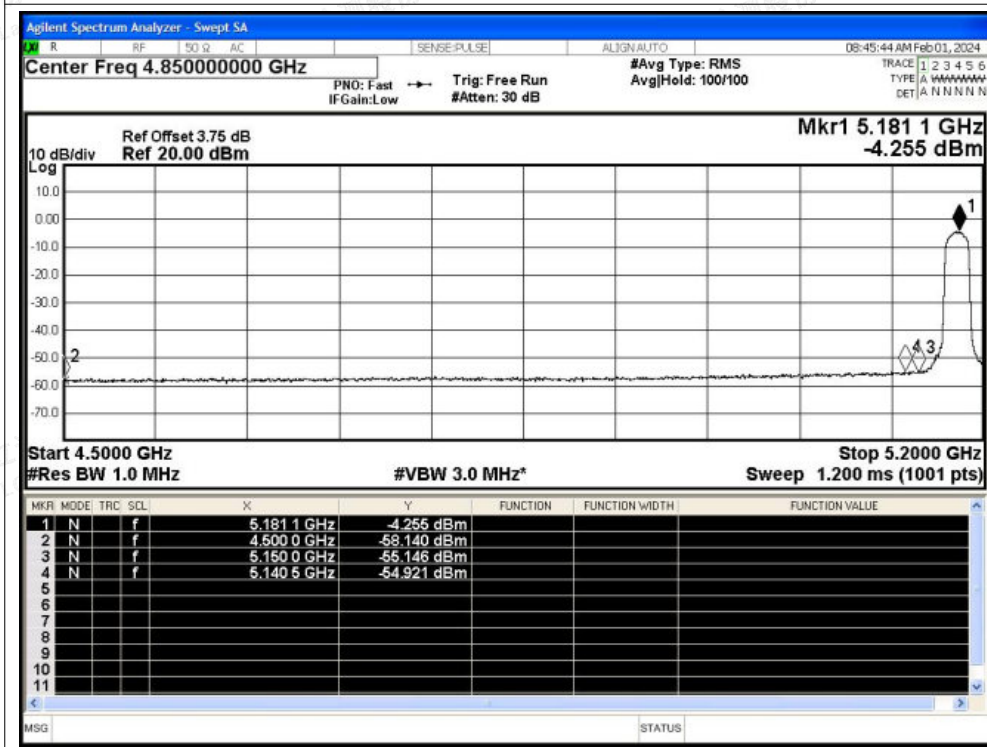 Agilent Spectrum Analyzer - Swept SA
LXI R RF 50 Ω AC SENSE:PULSE ALIGN AUTO 08:45:44 AM Feb 01, 2024
Center Freq 4.850000000 GHz #Avg Type: RMS TRACE 1 2 3 4 5 6
PNO: Fast Trig: Free Run Avg|Hold: 100/100 TYPE A WWWWW
IFGain:Low #Atten: 30 dB DET A N N N N N
Mkr1 5.181 1 GHz
Ref Offset 3.75 dB
10 dB/div Ref 20.00 dBm -4.255 dBm
Log
10.0
1
0.00
-10.0
-20.0
-30.0
-40.0
4 3
-50.0 2
-60.0
-70.0
Start 4.5000 GHz Stop 5.2000 GHz
#Res BW 1.0 MHz #VBW 3.0 MHz* Sweep 1.200 ms (1001 pts)
MKR MODE TRC SCL X Y FUNCTION FUNCTION WIDTH FUNCTION VALUE
1 N f 5.181 1 GHz -4.255 dBm
2 N f 4.500 0 GHz -58.140 dBm
3 N f 5.150 0 GHz -55.146 dBm
4 N f 5.140 5 GHz -54.921 dBm
5
6
7
8
9
10
11
MSG STATUS